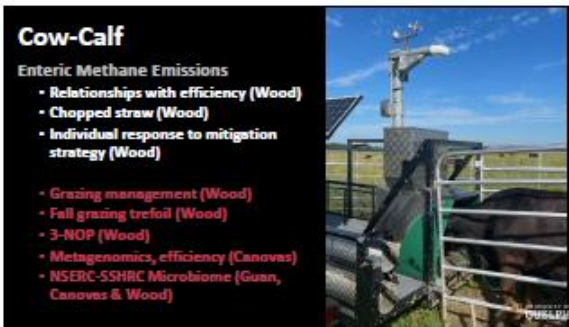 Cow-Calf
Enteric Methane Emissions
• Relationships with efficiency (Wood)
• Chopped straw (Wood)
• Individual response to mitigation
strategy (Wood)
• Grazing management (Wood)
• Fall grazing trefoil (Wood)
• 3-NOP (Wood)
• Metagenomics, efficiency (Canovas)
• NSERC-SSHRC Microbiome (Guan,
Canovas & Wood)
GUELPH